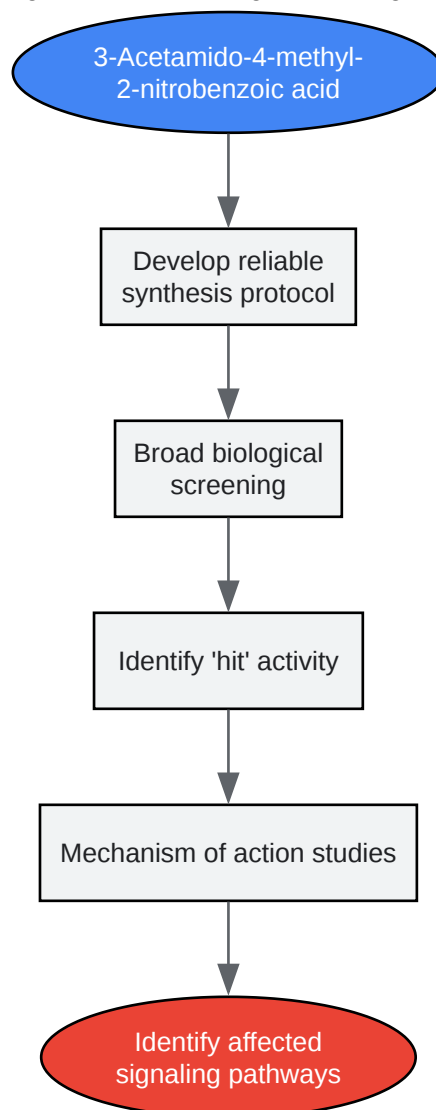 3-Acetamido-4-methyl-
2-nitrobenzoic acid
Develop reliable
synthesis protocol
Broad biological
screening
Identify 'hit' activity
Mechanism of action studies
Identify affected
signaling pathways